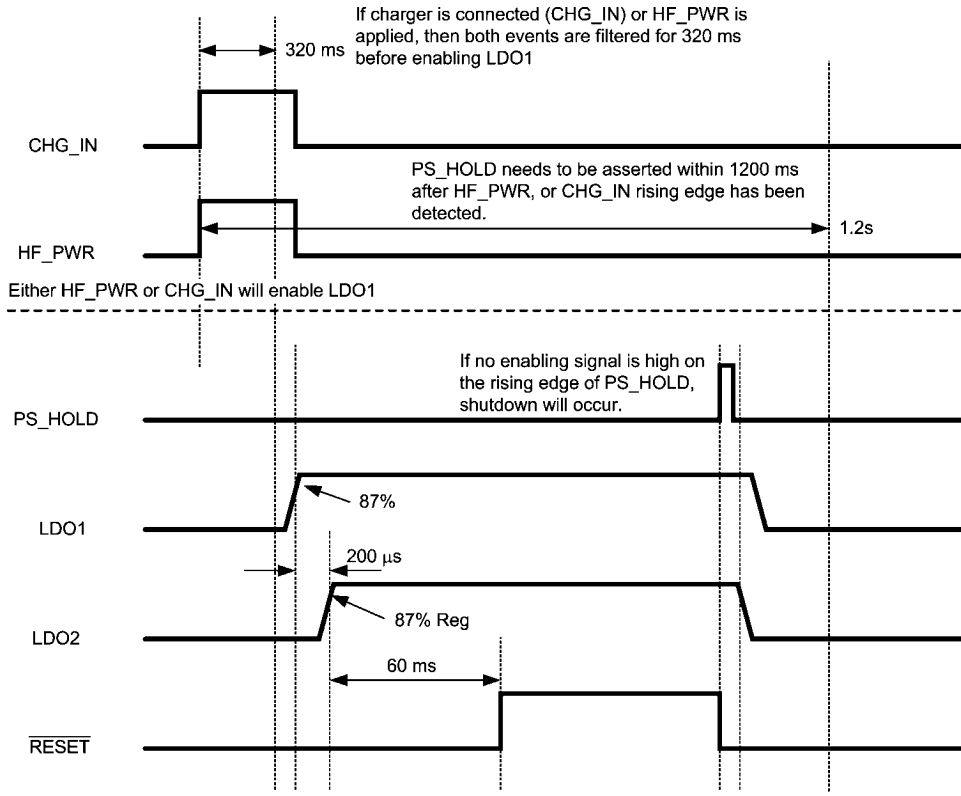 If charger is connected (CHG_IN) or HF_PWR is
applied, then both events are filtered for 320 ms
before enabling LDO1
320 ms
CHG_IN
PS_HOLD needs to be asserted within 1200 ms
after HF_PWR, or CHG_IN rising edge has been
detected.
1.2s
HF_PWR
Either HF_PWR or CHG_IN will enable LDO1
If no enabling signal is high on
the rising edge of PS_HOLD,
shutdown will occur.
PS_HOLD
87%
LDO1
200 μs
87% Reg
LDO2
60 ms
RESET